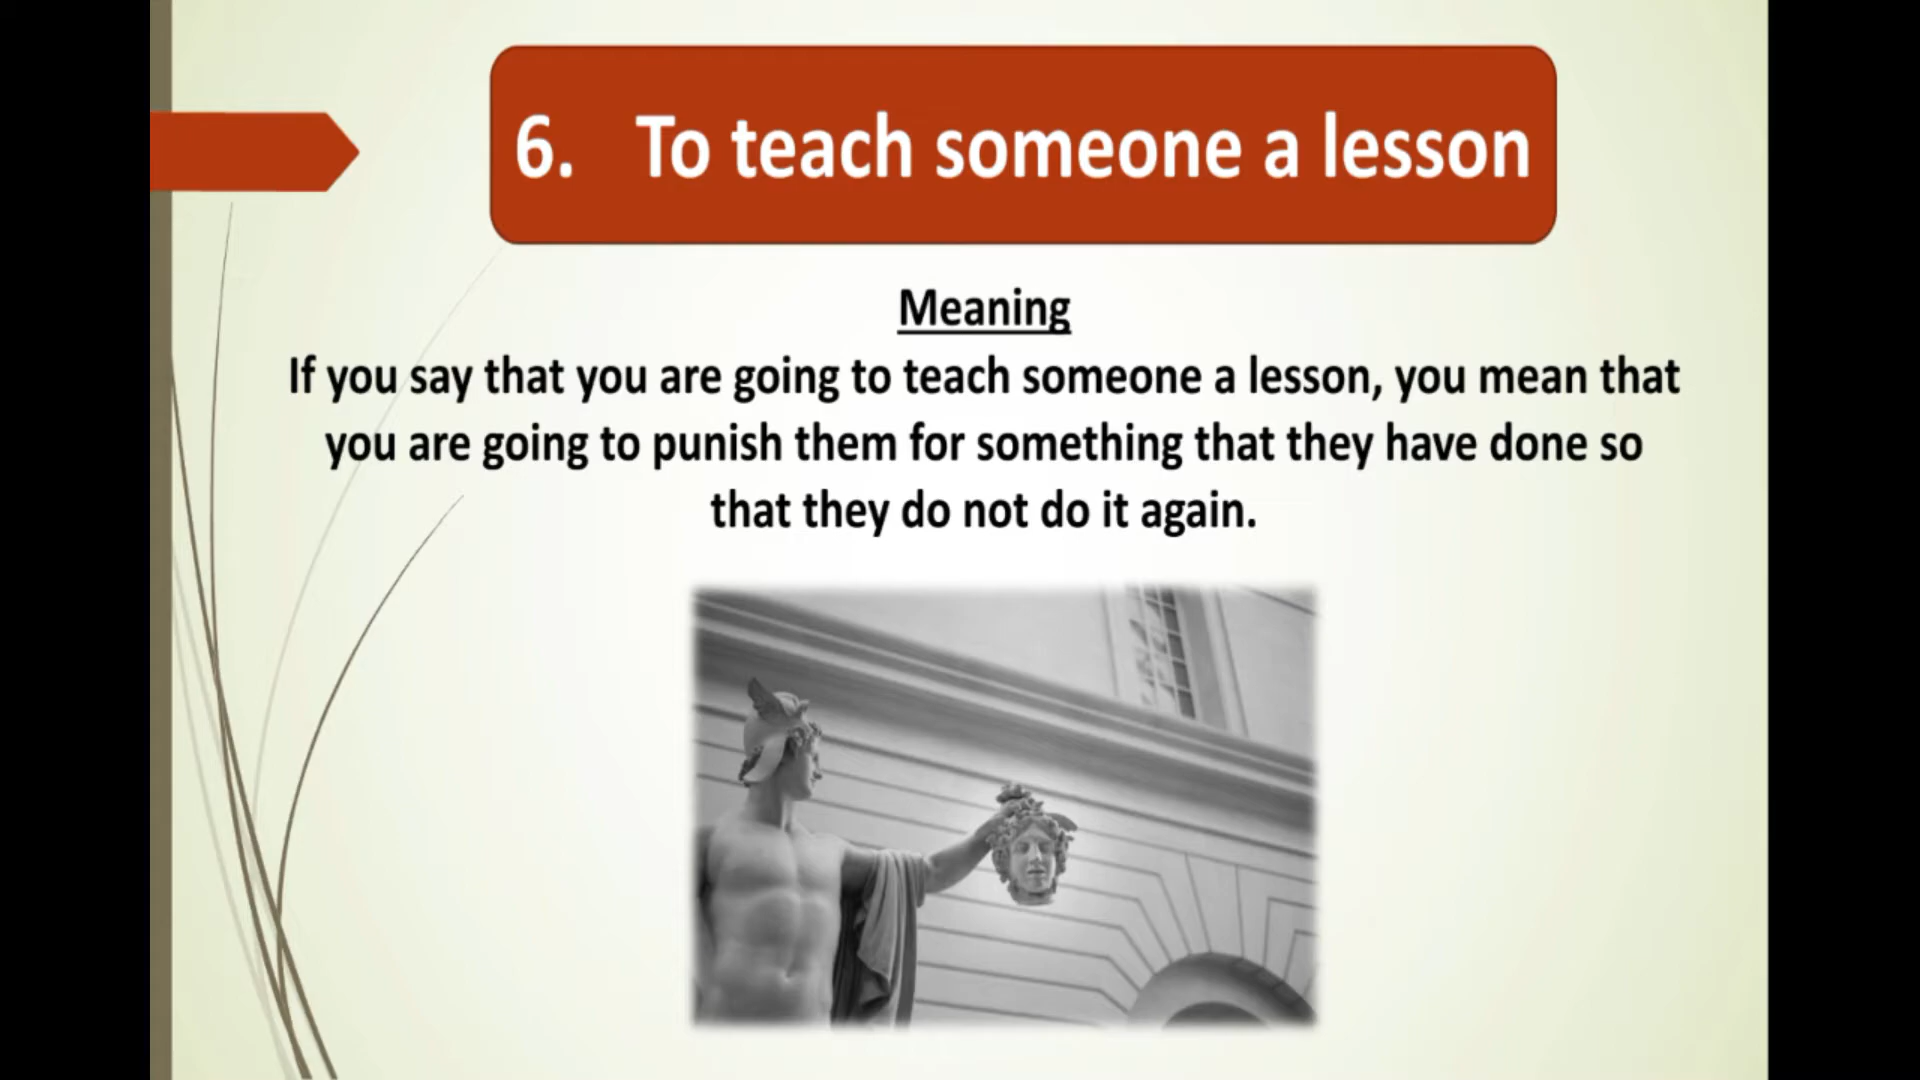 6. To teach someone a lesson
Meaning
If you say that you are going to teach someone a lesson, you mean that
you are going to punish them for something that they have done so
that they do not do it again.